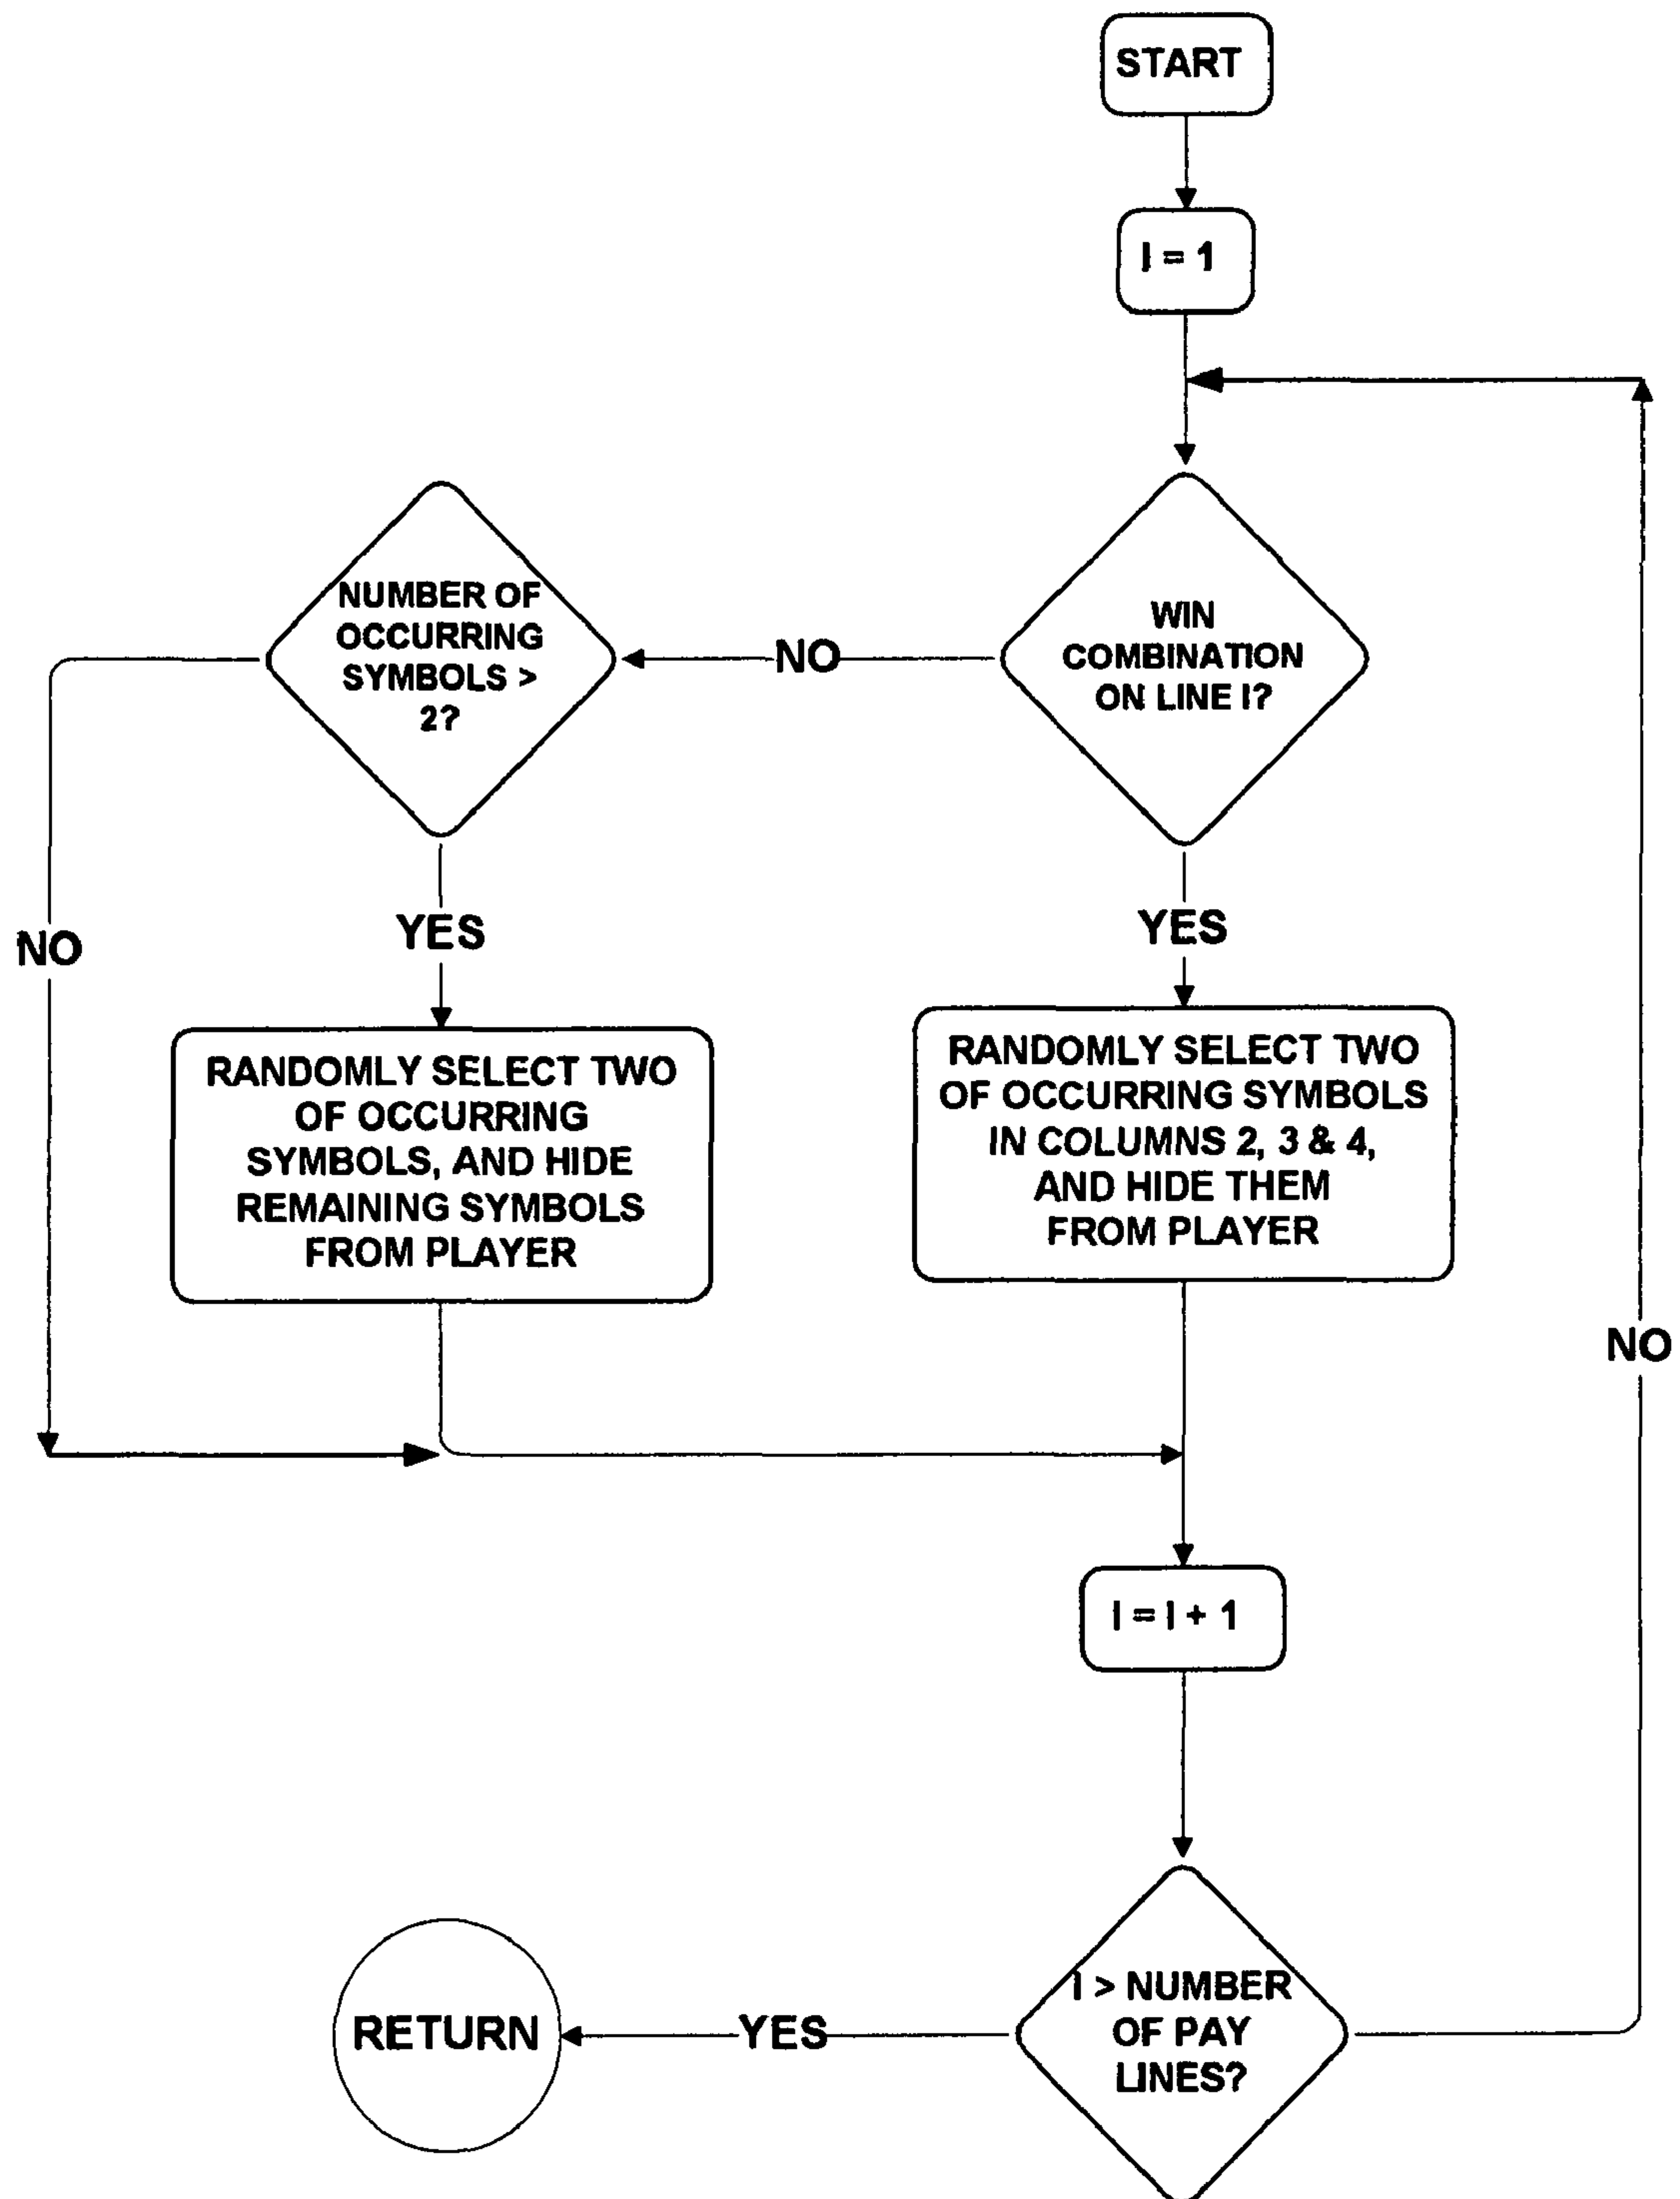 START
I = 1
WIN
COMBINATION
ON LINE I?
NO
NUMBER OF
OCCURRING
SYMBOLS >
2?
NO
YES
YES
RANDOMLY SELECT TWO
OF OCCURRING
SYMBOLS, AND HIDE
REMAINING SYMBOLS
FROM PLAYER
RANDOMLY SELECT TWO
OF OCCURRING SYMBOLS
IN COLUMNS 2, 3 & 4,
AND HIDE THEM
FROM PLAYER
NO
I = I + 1
I > NUMBER
OF PAY
LINES?
YES
RETURN